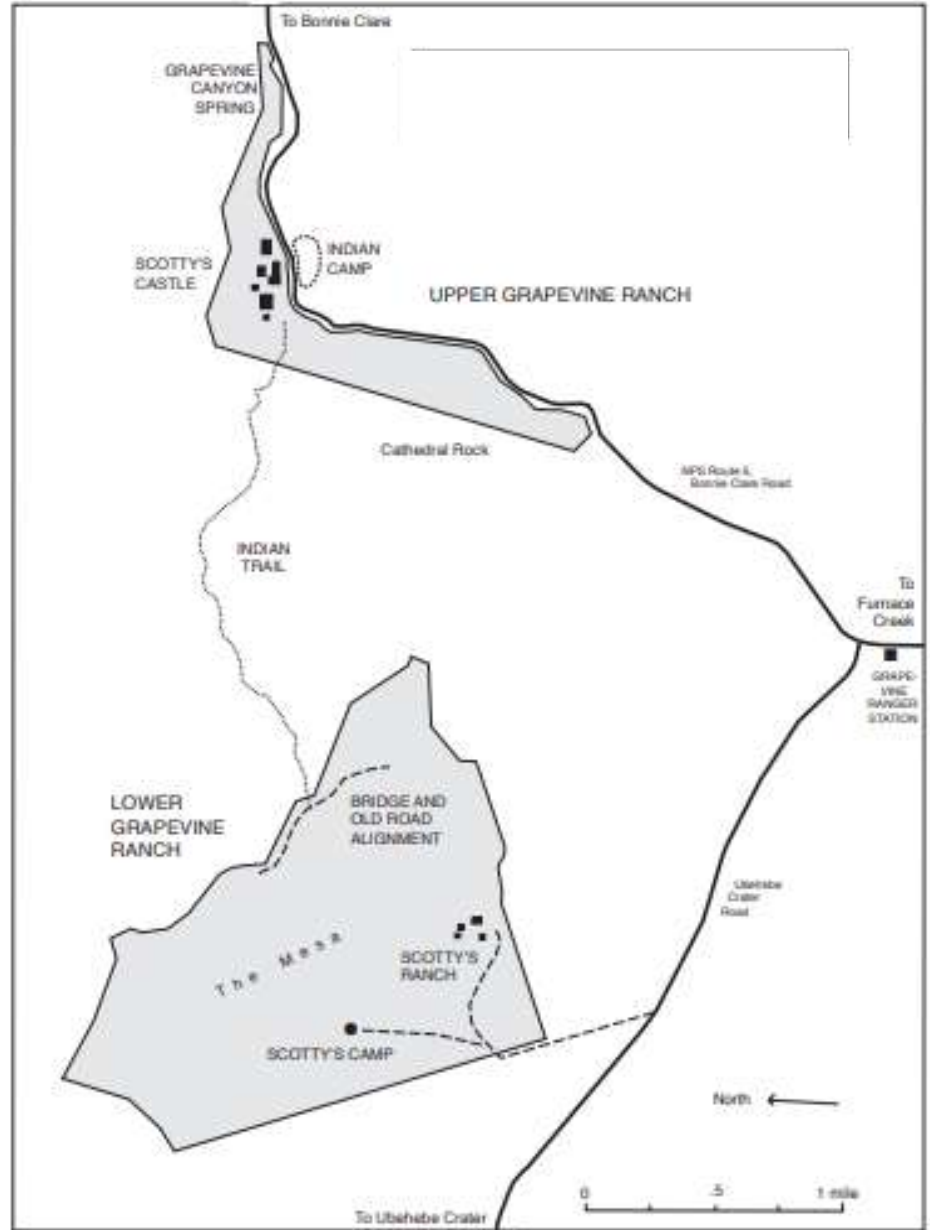 To Bonnie Clare
GRAPEVINE
CANYON
SPRING
INDIAN
CAMP
SCOTTY'S
CASTLE
UPPER GRAPEVINE RANCH
Cathedral Rock
NPS Route 5,
Bonnie Clare Road
INDIAN
TRAIL
To
Furnace
Creek
GRAPE-
VINE
RANGER
STATION
LOWER
GRAPEVINE
RANCH
BRIDGE AND
OLD ROAD
ALIGNMENT
Ubehebe
Crater
Road
The Mesa
SCOTTY'S
RANCH
SCOTTY'S CAMP
North
0 .5 1 mile
To Ubehebe Crater